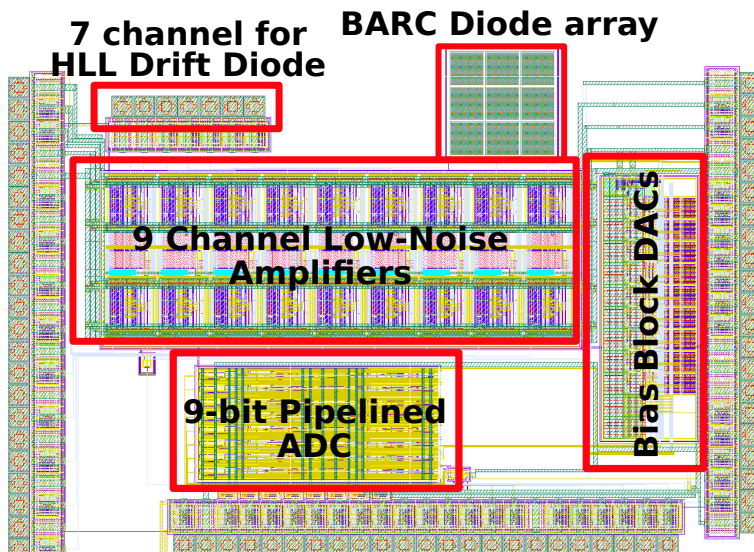 7 channel for
HLL Drift Diode
BARC Diode array
9 Channel Low-Noise
Amplifiers
Bias Block DACs
9-bit Pipelined
ADC